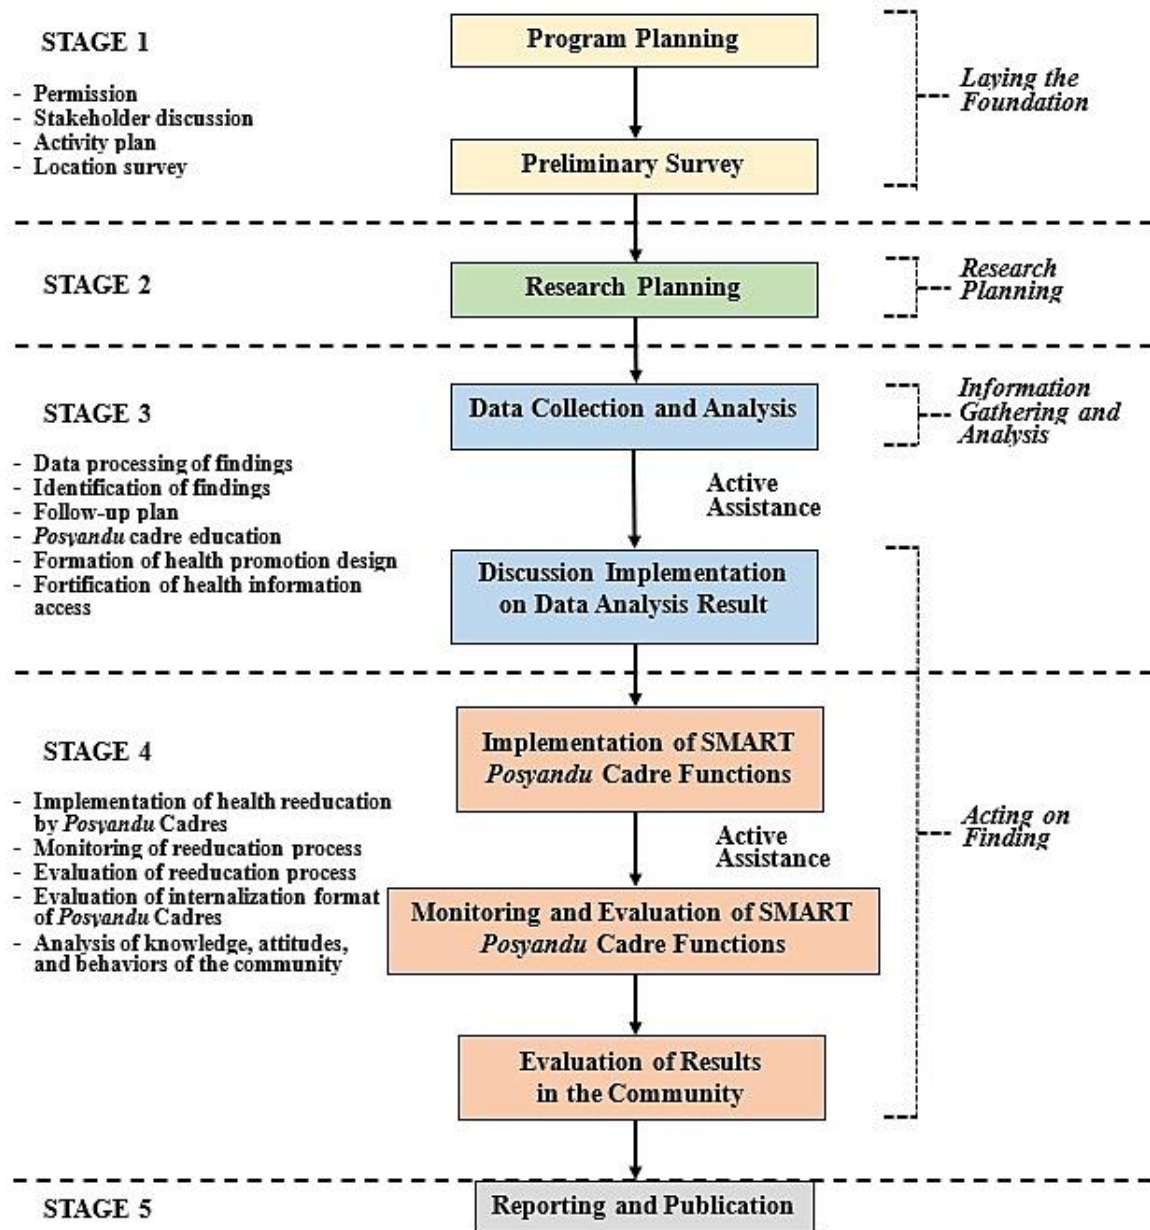 STAGE 1
- Permission
- Stakeholder discussion
- Activity plan
- Location survey
Program Planning
Preliminary Survey
Laying the
Foundation
STAGE 2
Research Planning
Research
Planning
STAGE 3
- Data processing of findings
- Identification of findings
- Follow-up plan
- Posyandu cadre education
- Formation of health promotion design
- Fortification of health information
access
Data Collection and Analysis
Active
Assistance
Discussion Implementation
on Data Analysis Result
Information
Gathering and
Analysis
STAGE 4
- Implementation of health reeducation
by Posyandu Cadres
- Monitoring of reeducation process
- Evaluation of reeducation process
- Evaluation of internalization format
of Posyandu Cadres
- Analysis of knowledge, attitudes,
and behaviors of the community
Implementation of SMART
Posyandu Cadre Functions
Active
Assistance
Monitoring and Evaluation of SMART
Posyandu Cadre Functions
Evaluation of Results
in the Community
Acting on
Finding
STAGE 5
Reporting and Publication